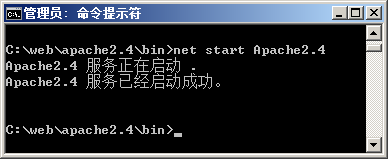 管理员: 命令提示符
C:\web\apache2.4\bin>net start Apache2.4
Apache2.4 服务正在启动 .
Apache2.4 服务已经启动成功。
C:\web\apache2.4\bin>_